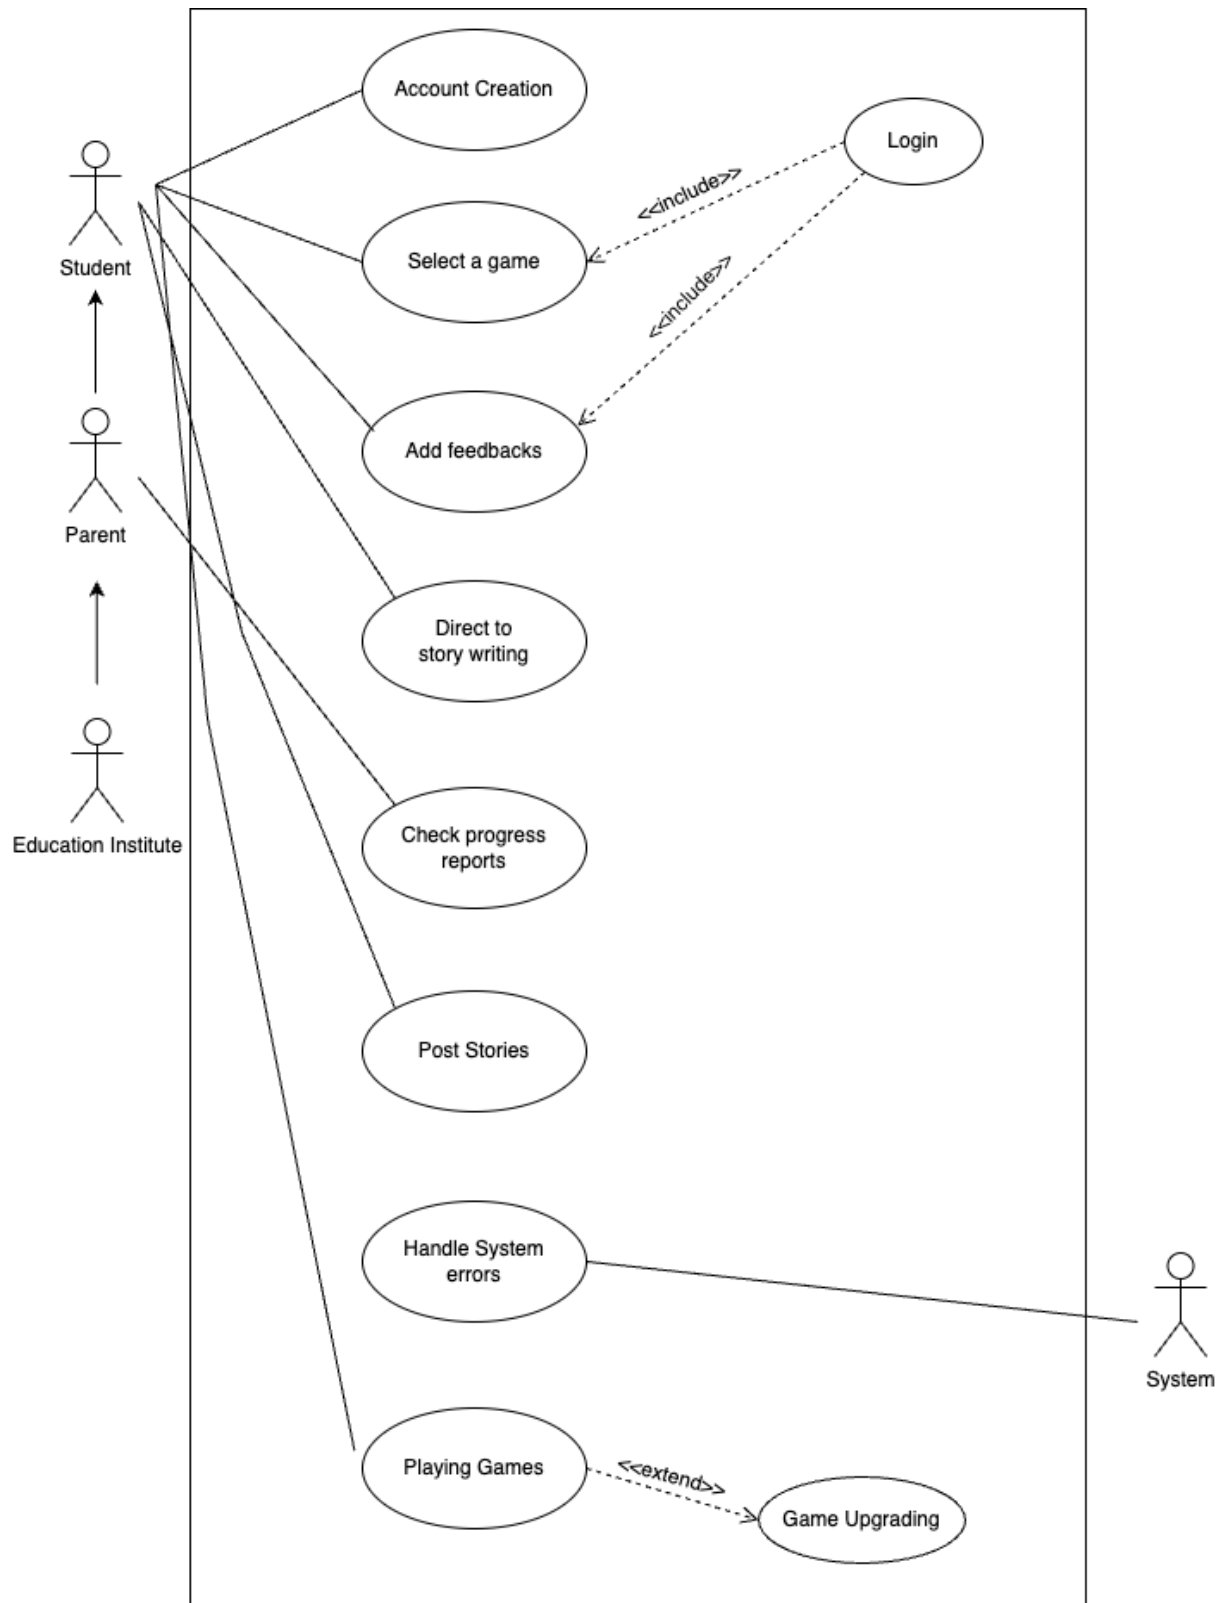 Account Creation
Login
<<include>>
Select a game
Student
<<include>>
Add feedbacks
Parent
Direct to
story writing
Check progress
reports
Education Institute
Post Stories
Handle System
errors
System
Playing Games
<<extend>>
Game Upgrading